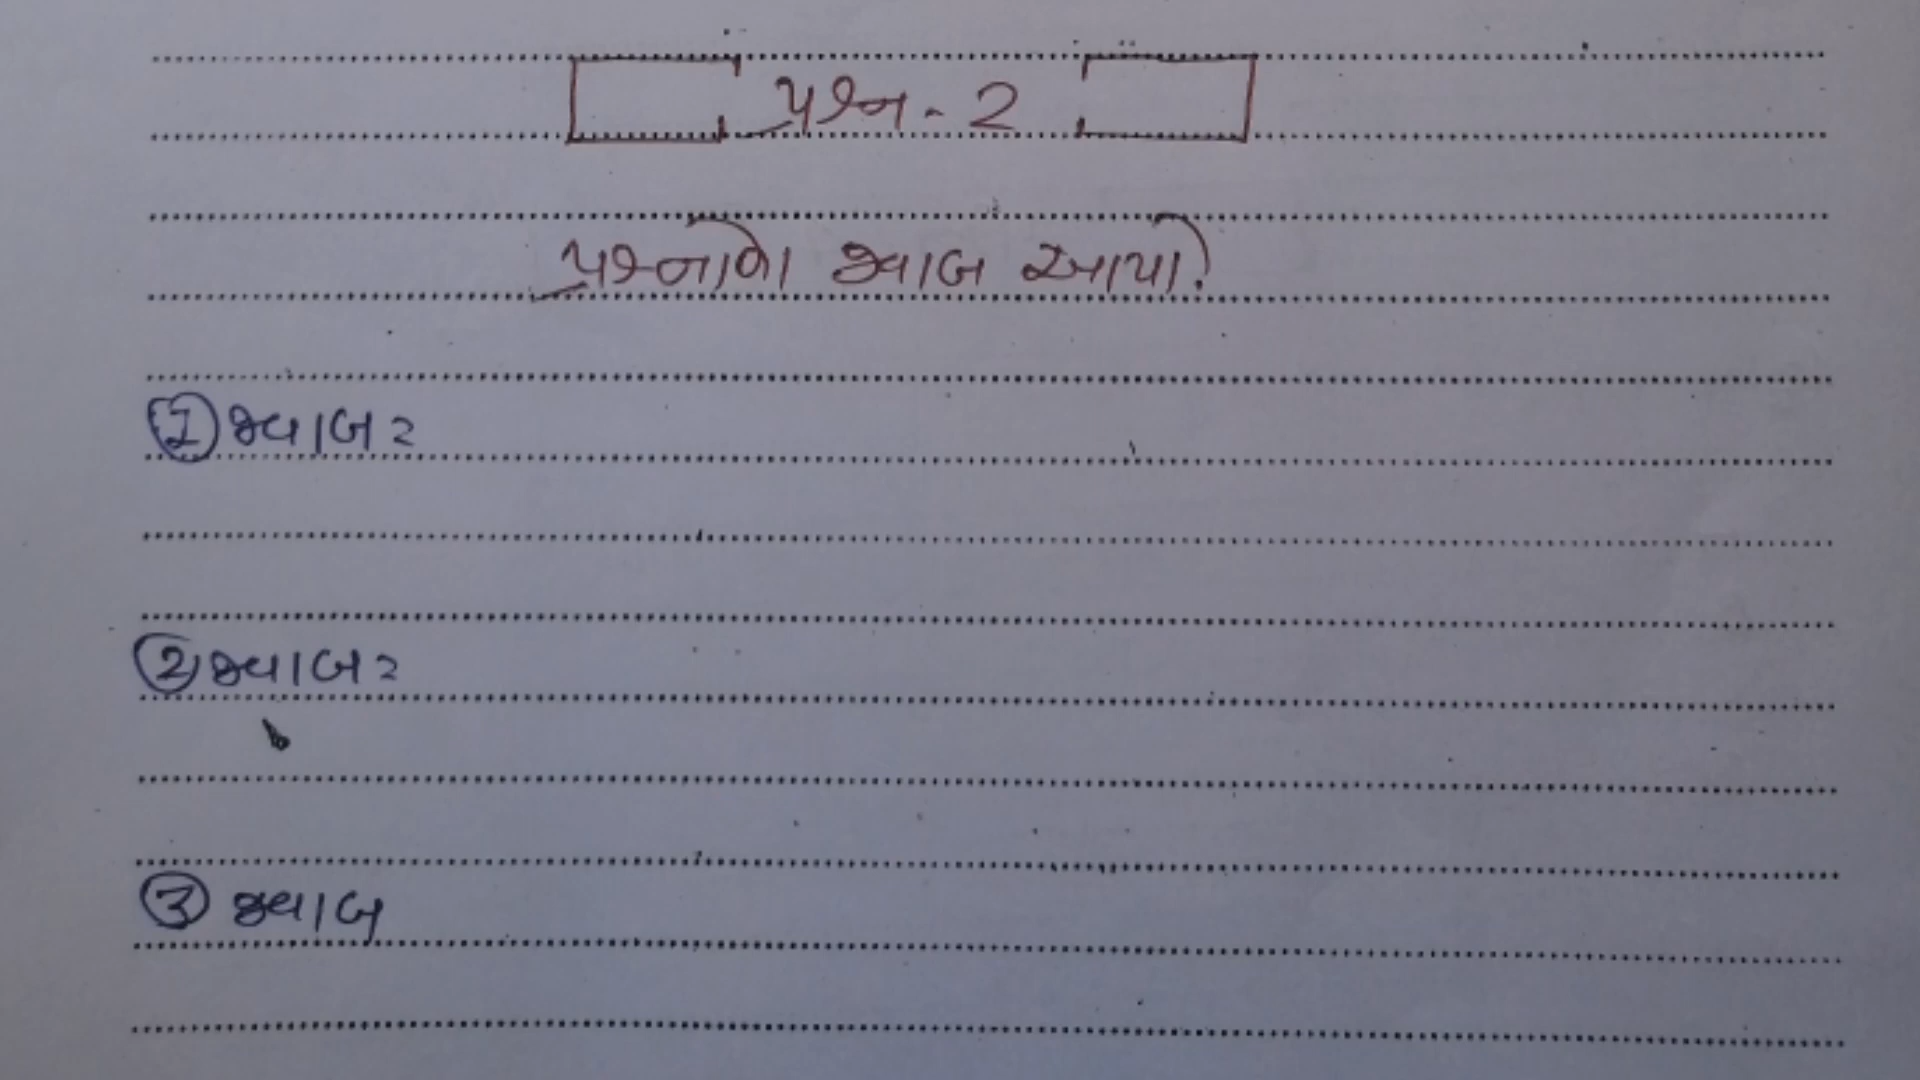 પ્રશ્ન - 2
પ્રશ્નોનો જવાબ આપો.
① જવાબ :
② જવાબ :
③ જવાબ